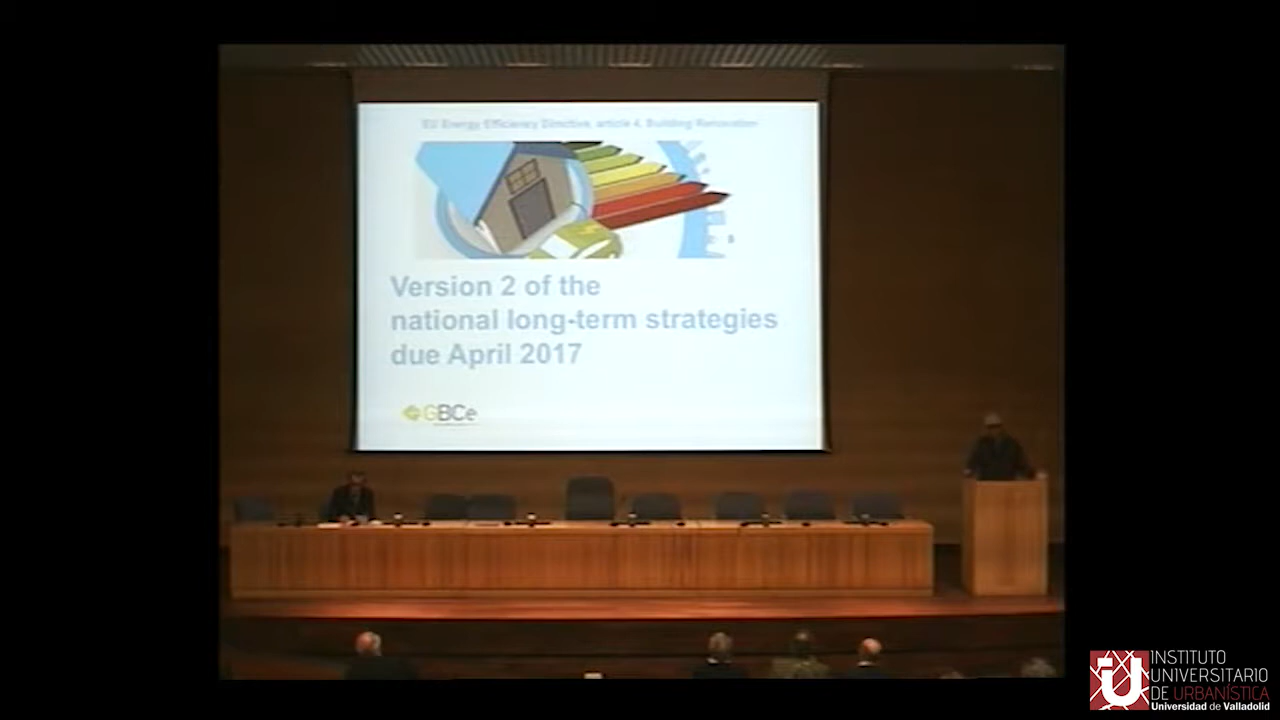 EU Energy Efficiency Directive, article 4, Building Renovation
Version 2 of the
national long-term strategies
due April 2017
GBCe
INSTITUTO
UNIVERSITARIO
DE URBANÍSTICA
Universidad de Valladolid